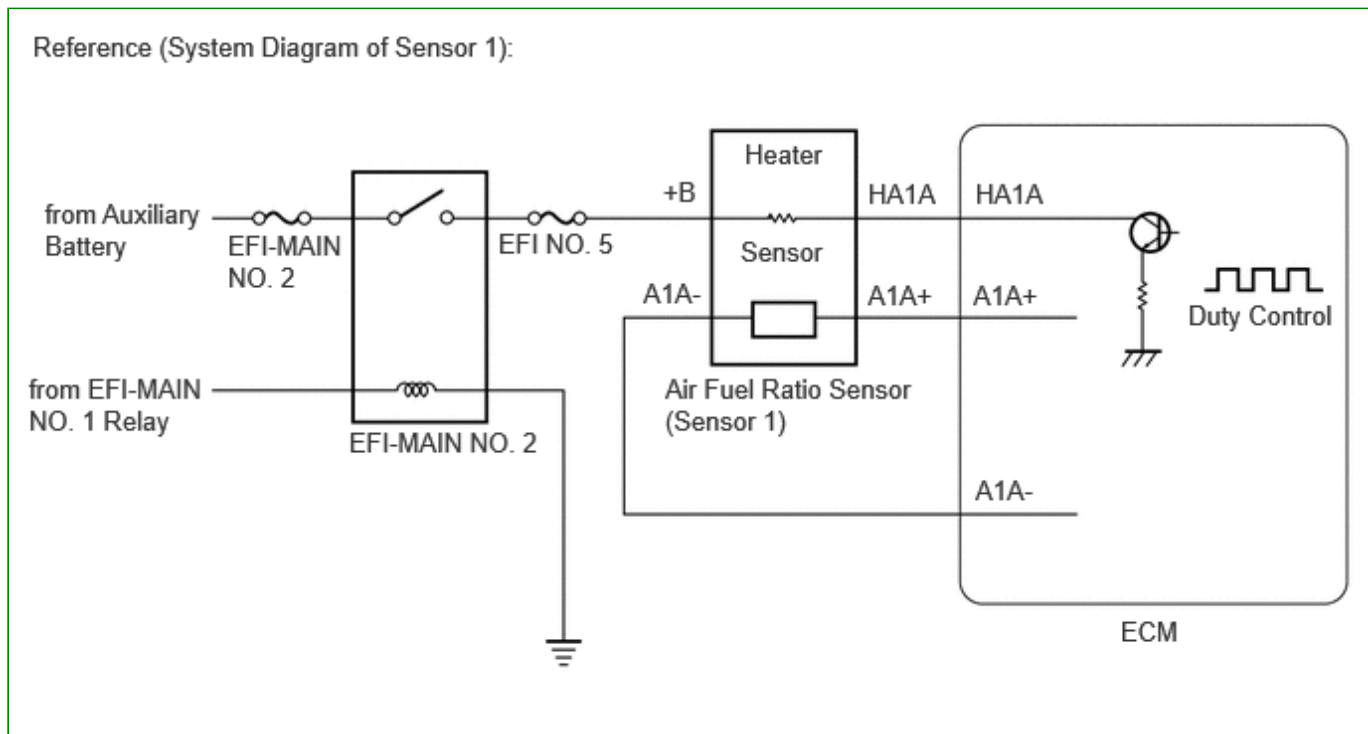 Reference (System Diagram of Sensor 1):
Heater
+B
HA1A
HA1A
from Auxiliary
Battery
EFI-MAIN
NO. 2
EFI NO. 5
Sensor
A1A-
A1A+
A1A+
Duty Control
from EFI-MAIN
NO. 1 Relay
EFI-MAIN NO. 2
Air Fuel Ratio Sensor
(Sensor 1)
A1A-
ECM